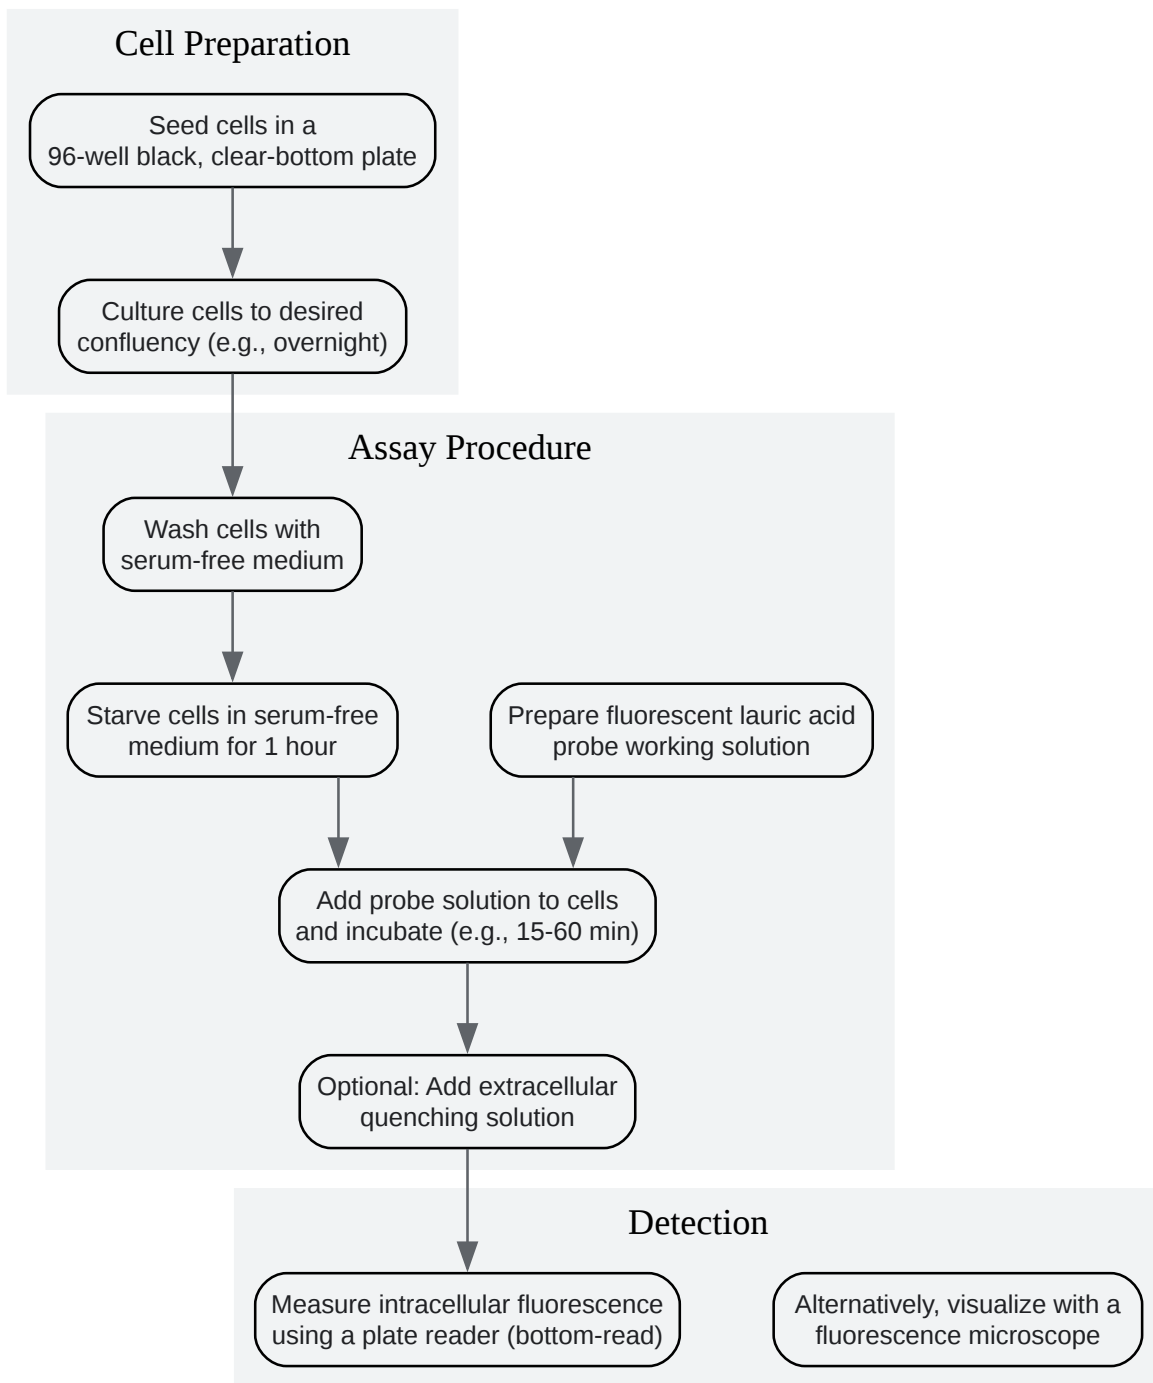 Cell Preparation
Seed cells in a
96-well black, clear-bottom plate
Culture cells to desired
confluency (e.g., overnight)
Assay Procedure
Wash cells with
serum-free medium
Starve cells in serum-free
medium for 1 hour
Prepare fluorescent lauric acid
probe working solution
Add probe solution to cells
and incubate (e.g., 15-60 min)
Optional: Add extracellular
quenching solution
Detection
Measure intracellular fluorescence
using a plate reader (bottom-read)
Alternatively, visualize with a
fluorescence microscope